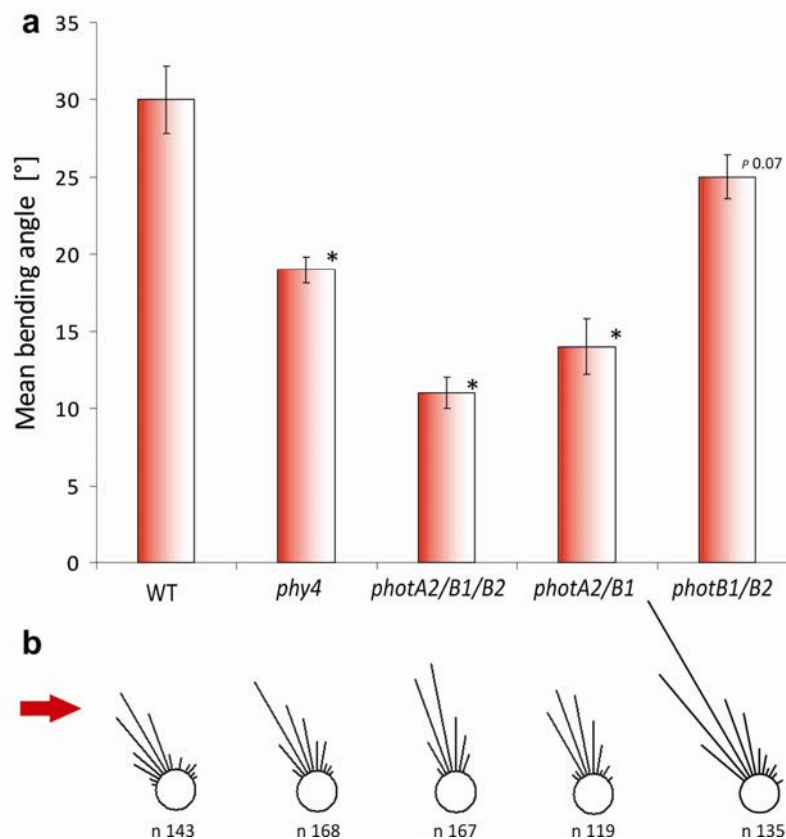 a
35
30
25
20
15
10
5
0
Mean bending angle [°]
*
*
*
P 0.07
WT phy4 photA2/B1/B2 photA2/B1 photB1/B2
b
n 143 n 168 n 167 n 119 n 135